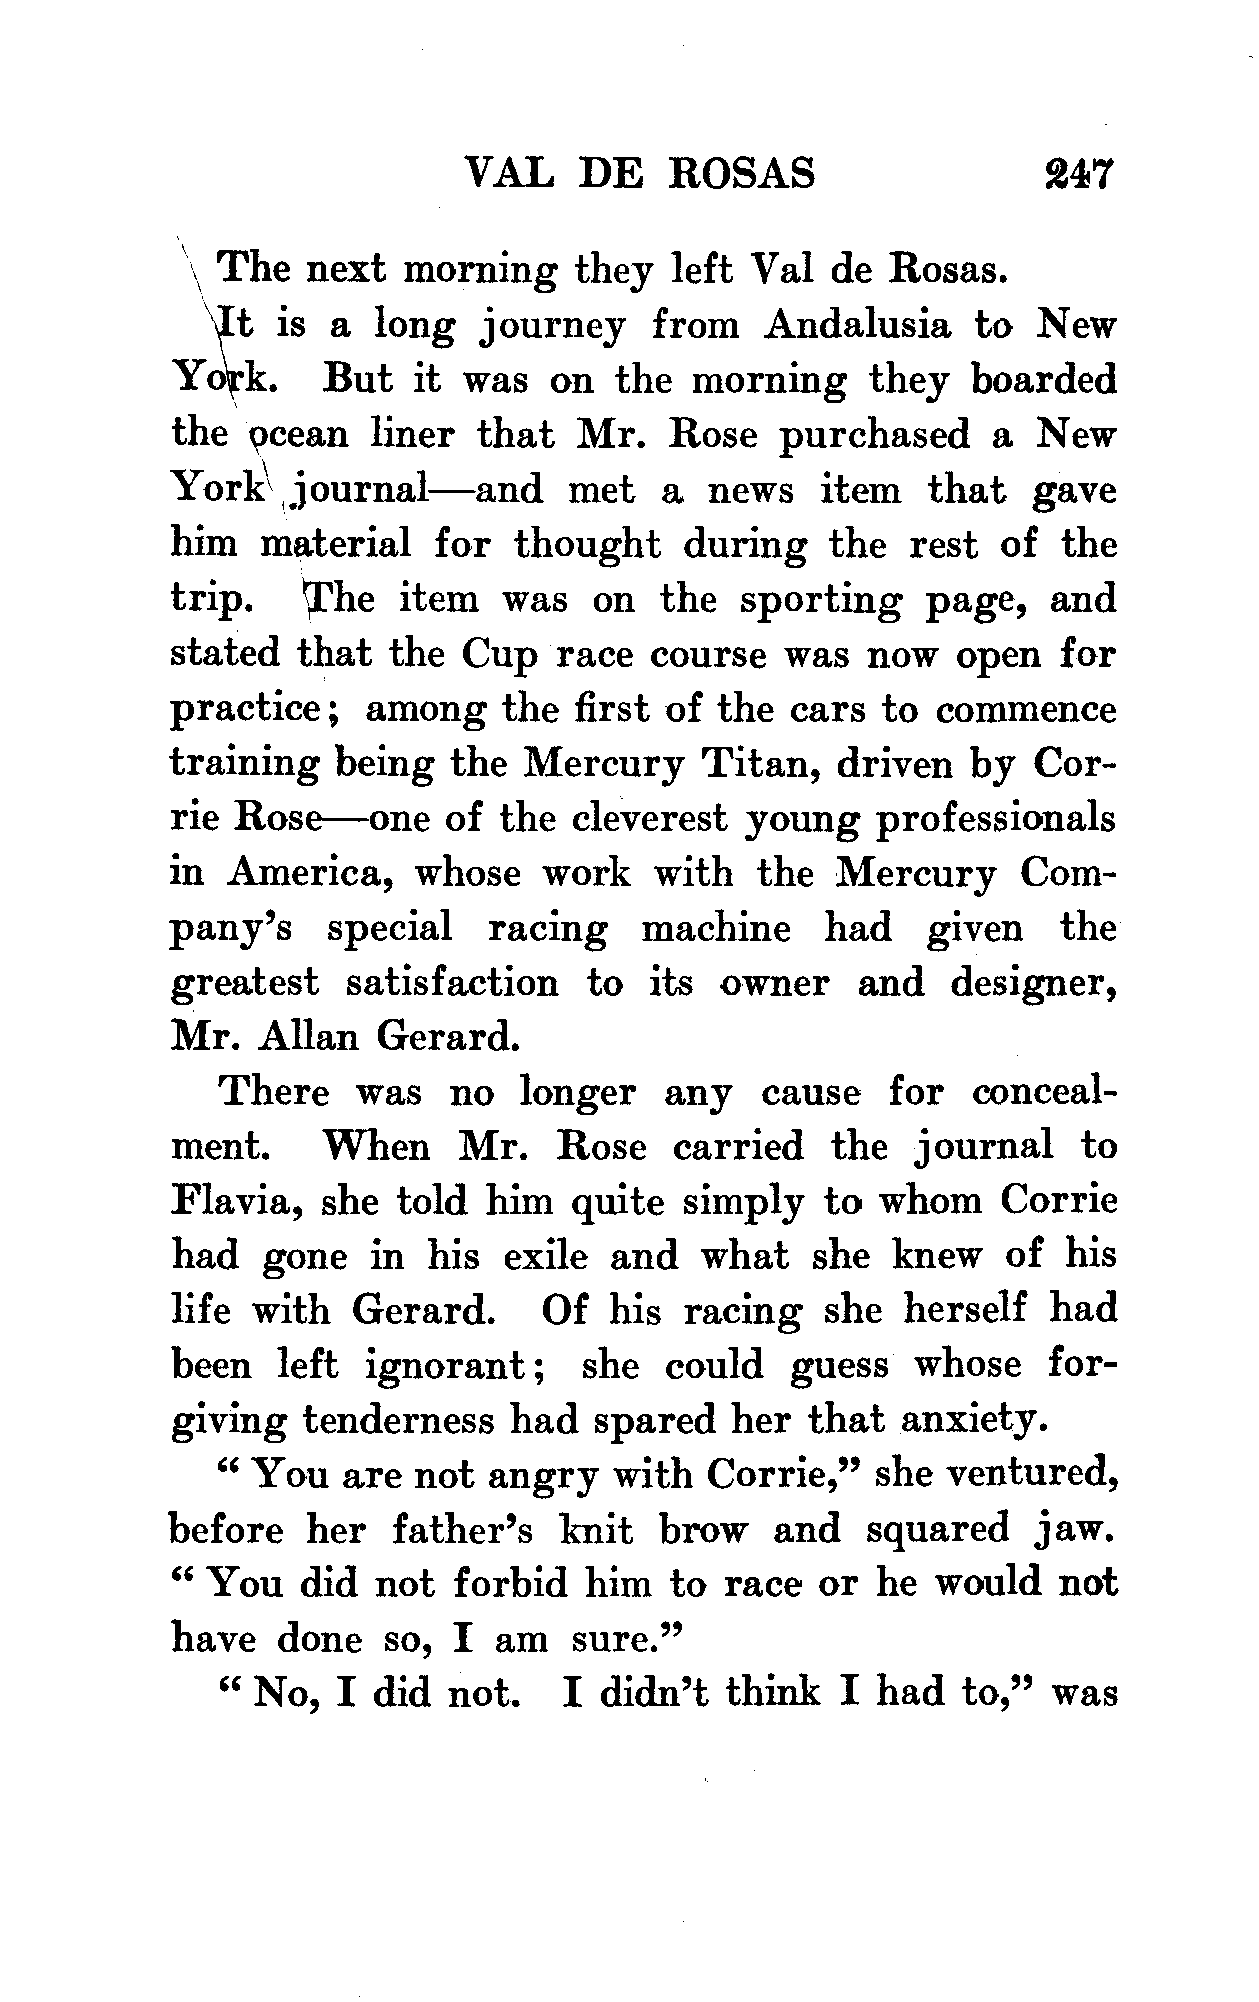 VAL DE ROSAS 247
The next morning they left Val de Rosas.
It is a long journey from Andalusia to New
York. But it was on the morning they boarded
the ocean liner that Mr. Rose purchased a New
York journal—and met a news item that gave
him material for thought during the rest of the
trip. The item was on the sporting page, and
stated that the Cup race course was now open for
practice; among the first of the cars to commence
training being the Mercury Titan, driven by Cor-
rie Rose—one of the cleverest young professionals
in America, whose work with the Mercury Com-
pany's special racing machine had given the
greatest satisfaction to its owner and designer,
Mr. Allan Gerard.
There was no longer any cause for conceal-
ment. When Mr. Rose carried the journal to
Flavia, she told him quite simply to whom Corrie
had gone in his exile and what she knew of his
life with Gerard. Of his racing she herself had
been left ignorant; she could guess whose for-
giving tenderness had spared her that anxiety.
“ You are not angry with Corrie,” she ventured,
before her father's knit brow and squared jaw.
“ You did not forbid him to race or he would not
have done so, I am sure.”
“ No, I did not. I didn't think I had to,” was